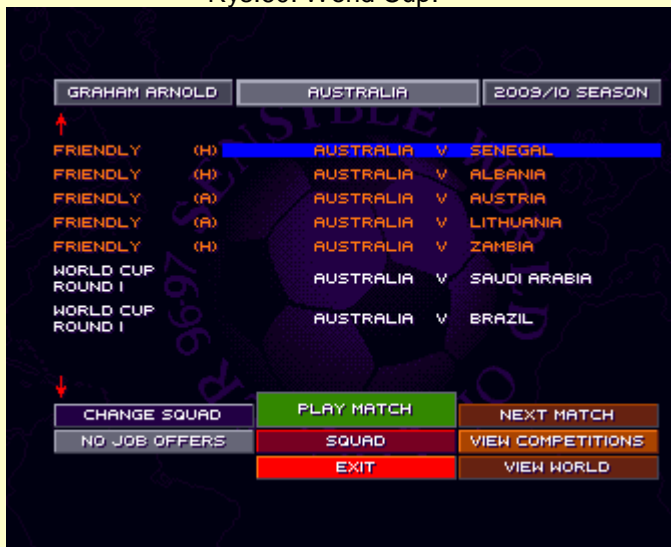 GRAHAM ARNOLD AUSTRALIA 2009/10 SEASON
FRIENDLY (H) AUSTRALIA V SENEGAL
FRIENDLY (H) AUSTRALIA V ALBANIA
FRIENDLY (A) AUSTRALIA V AUSTRIA
FRIENDLY (A) AUSTRALIA V LITHUANIA
FRIENDLY (H) AUSTRALIA V ZAMBIA
WORLD CUP
ROUND 1 AUSTRALIA V SAUDI ARABIA
WORLD CUP
ROUND 1 AUSTRALIA V BRAZIL
CHANGE SQUAD PLAY MATCH NEXT MATCH
NO JOB OFFERS SQUAD VIEW COMPETITIONS
EXIT VIEW WORLD